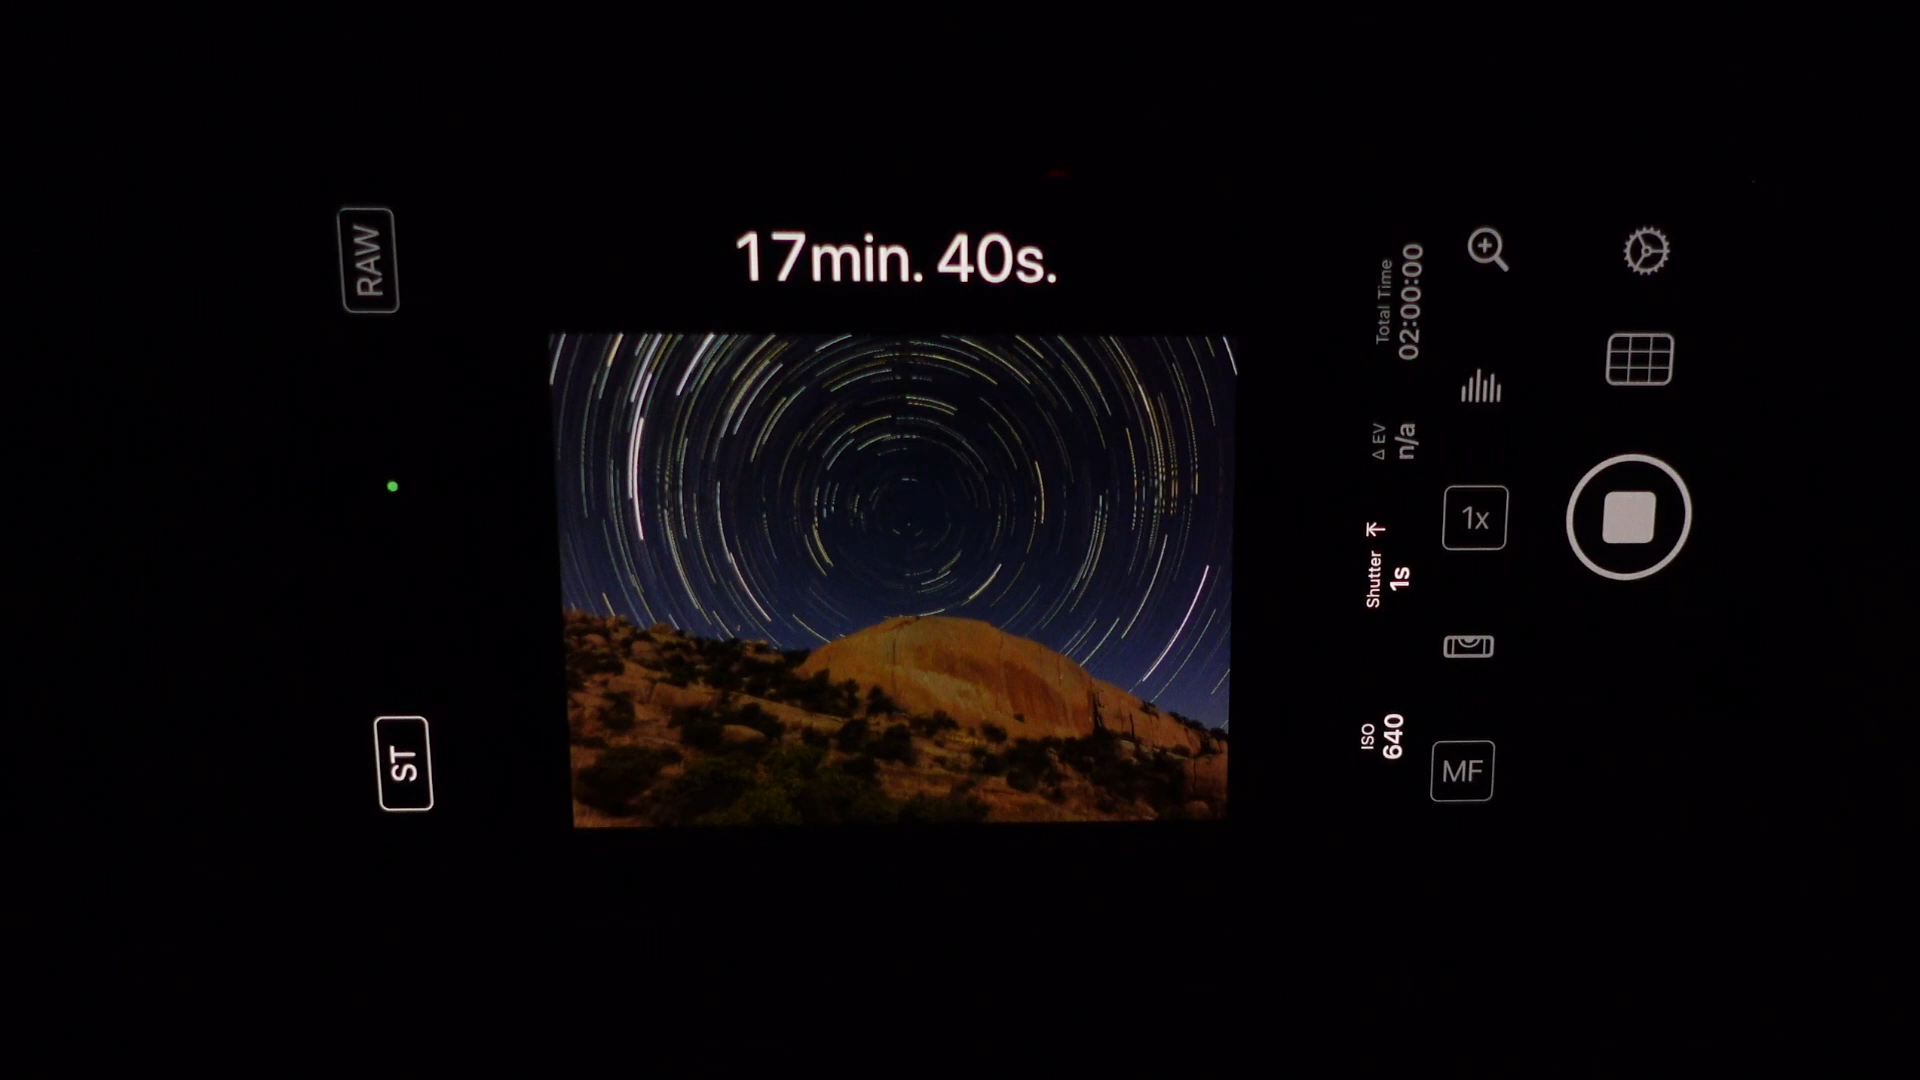 17min. 40s.
RAW
ST
Total Time
02:00:00
Δ EV
n/a
Shutter
1s
ISO
640
1x
MF